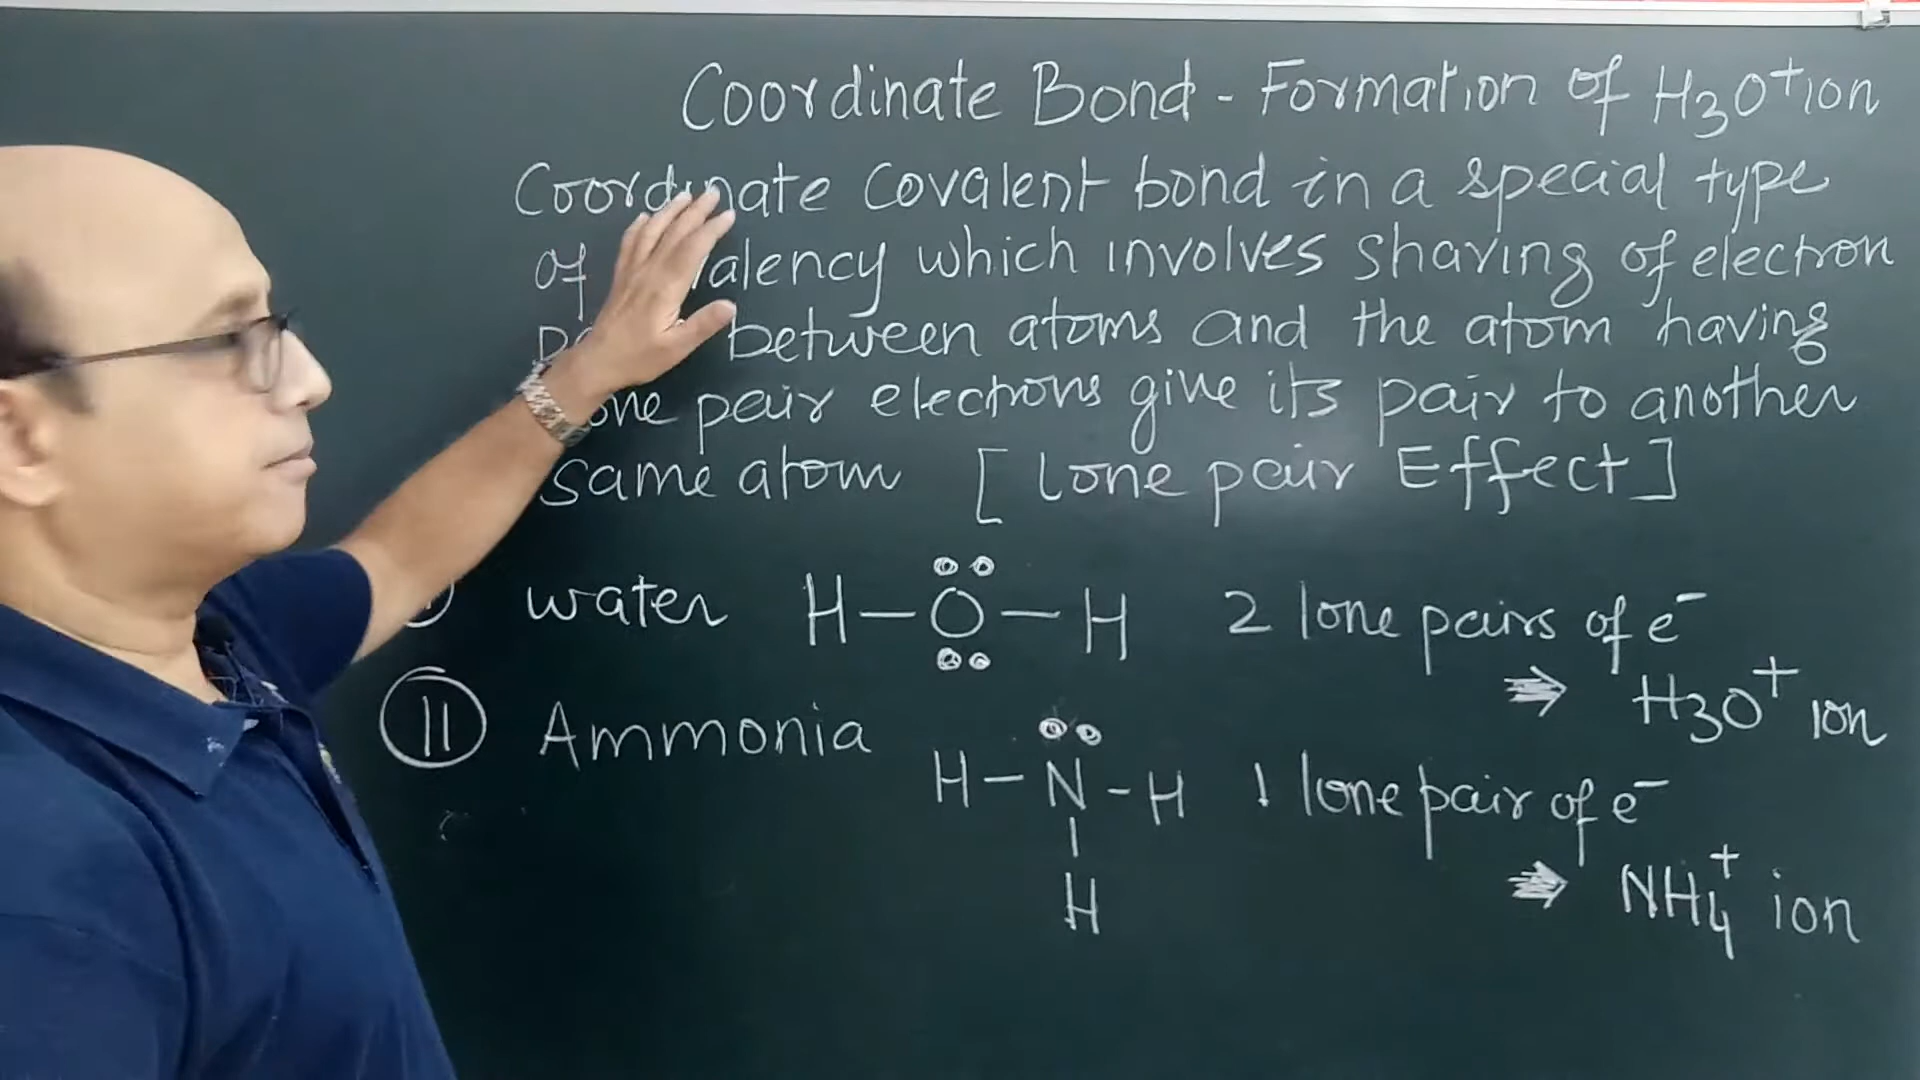 Coordinate Bond - Formation of H3O+ ion
Coordinate covalent bond in a special type
of which involves sharing of electron
between atoms and the atom having
pair electrons give its pair to another
same atom [ lone pair Effect ]
water H-O-H 2 lone pairs of e-
⇒ H3O+ ion
II Ammonia
H-N-H 1 lone pair of e-
H
⇒ NH4+ ion